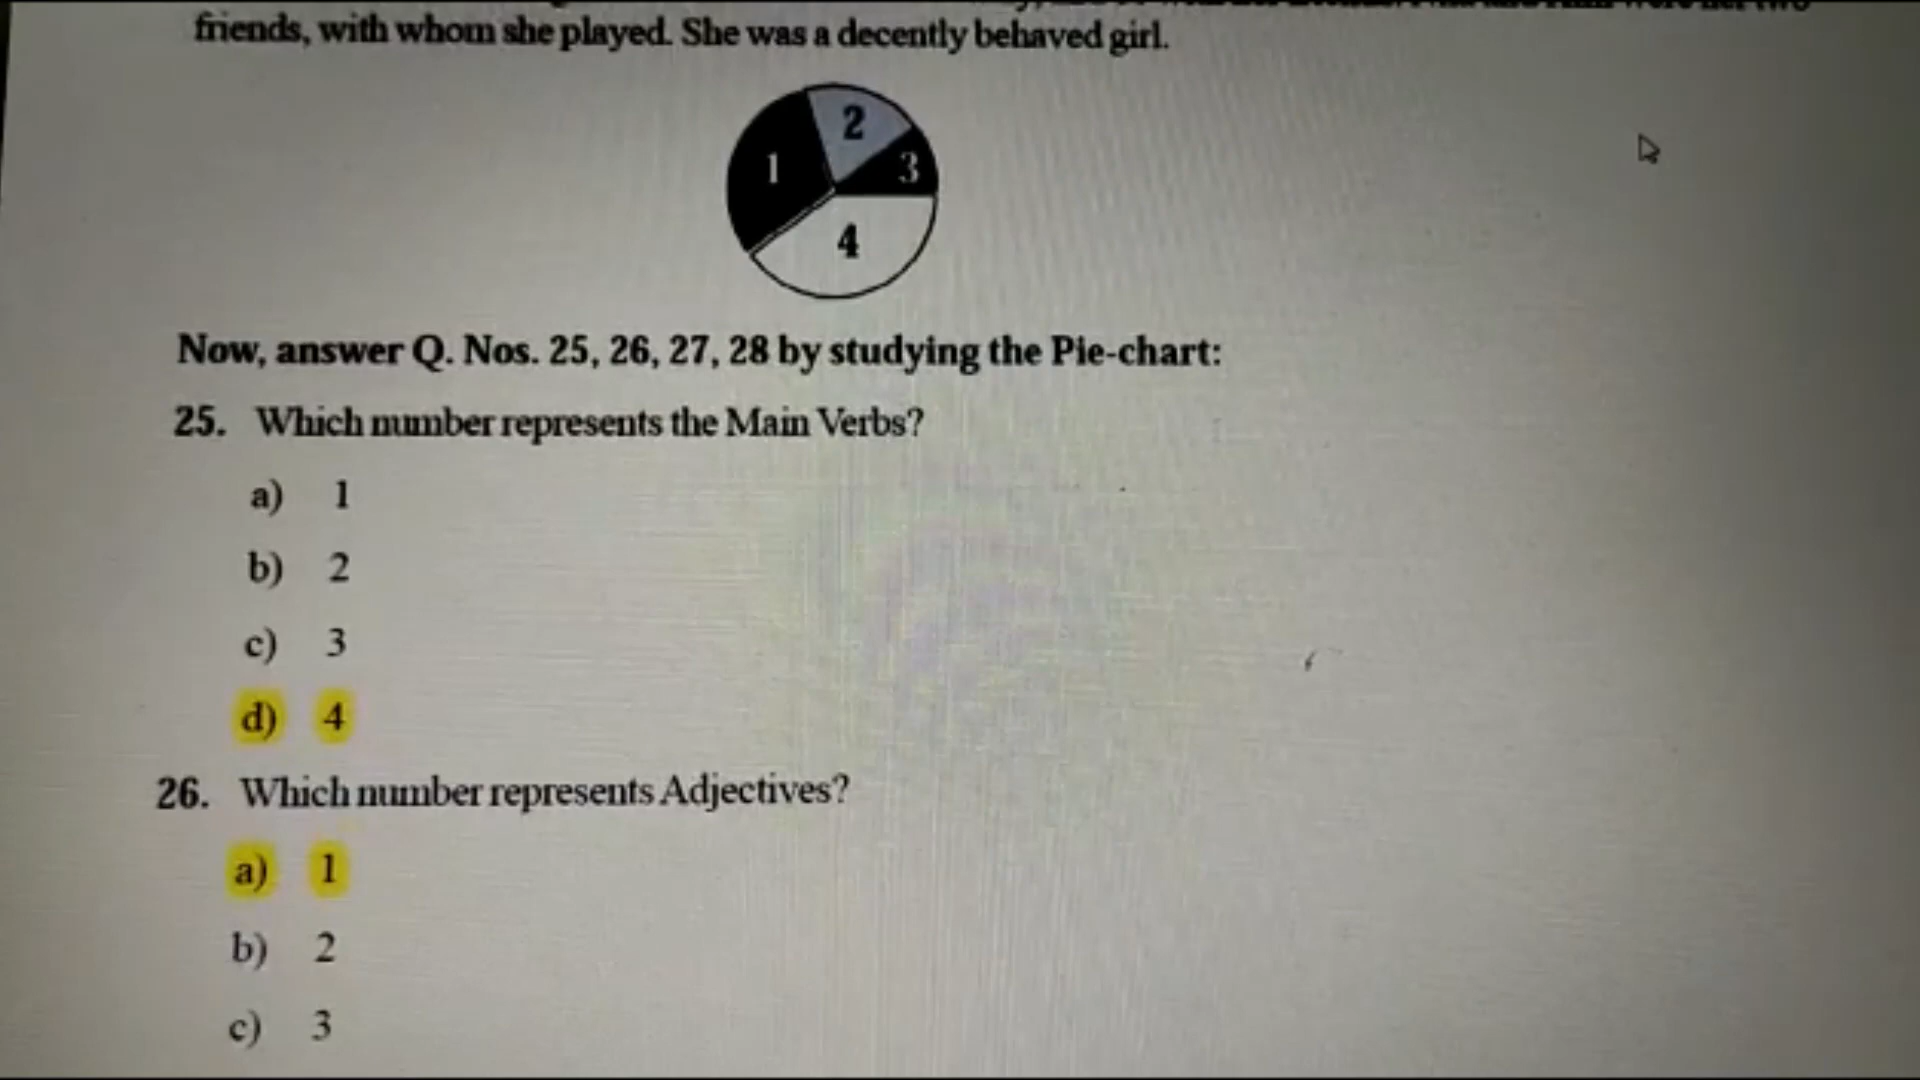 friends, with whom she played. She was a decently behaved girl.
2
1
3
4
Now, answer Q. Nos. 25, 26, 27, 28 by studying the Pie-chart:
25. Which number represents the Main Verbs?
a) 1
b) 2
c) 3
d) 4
26. Which number represents Adjectives?
a) 1
b) 2
c) 3